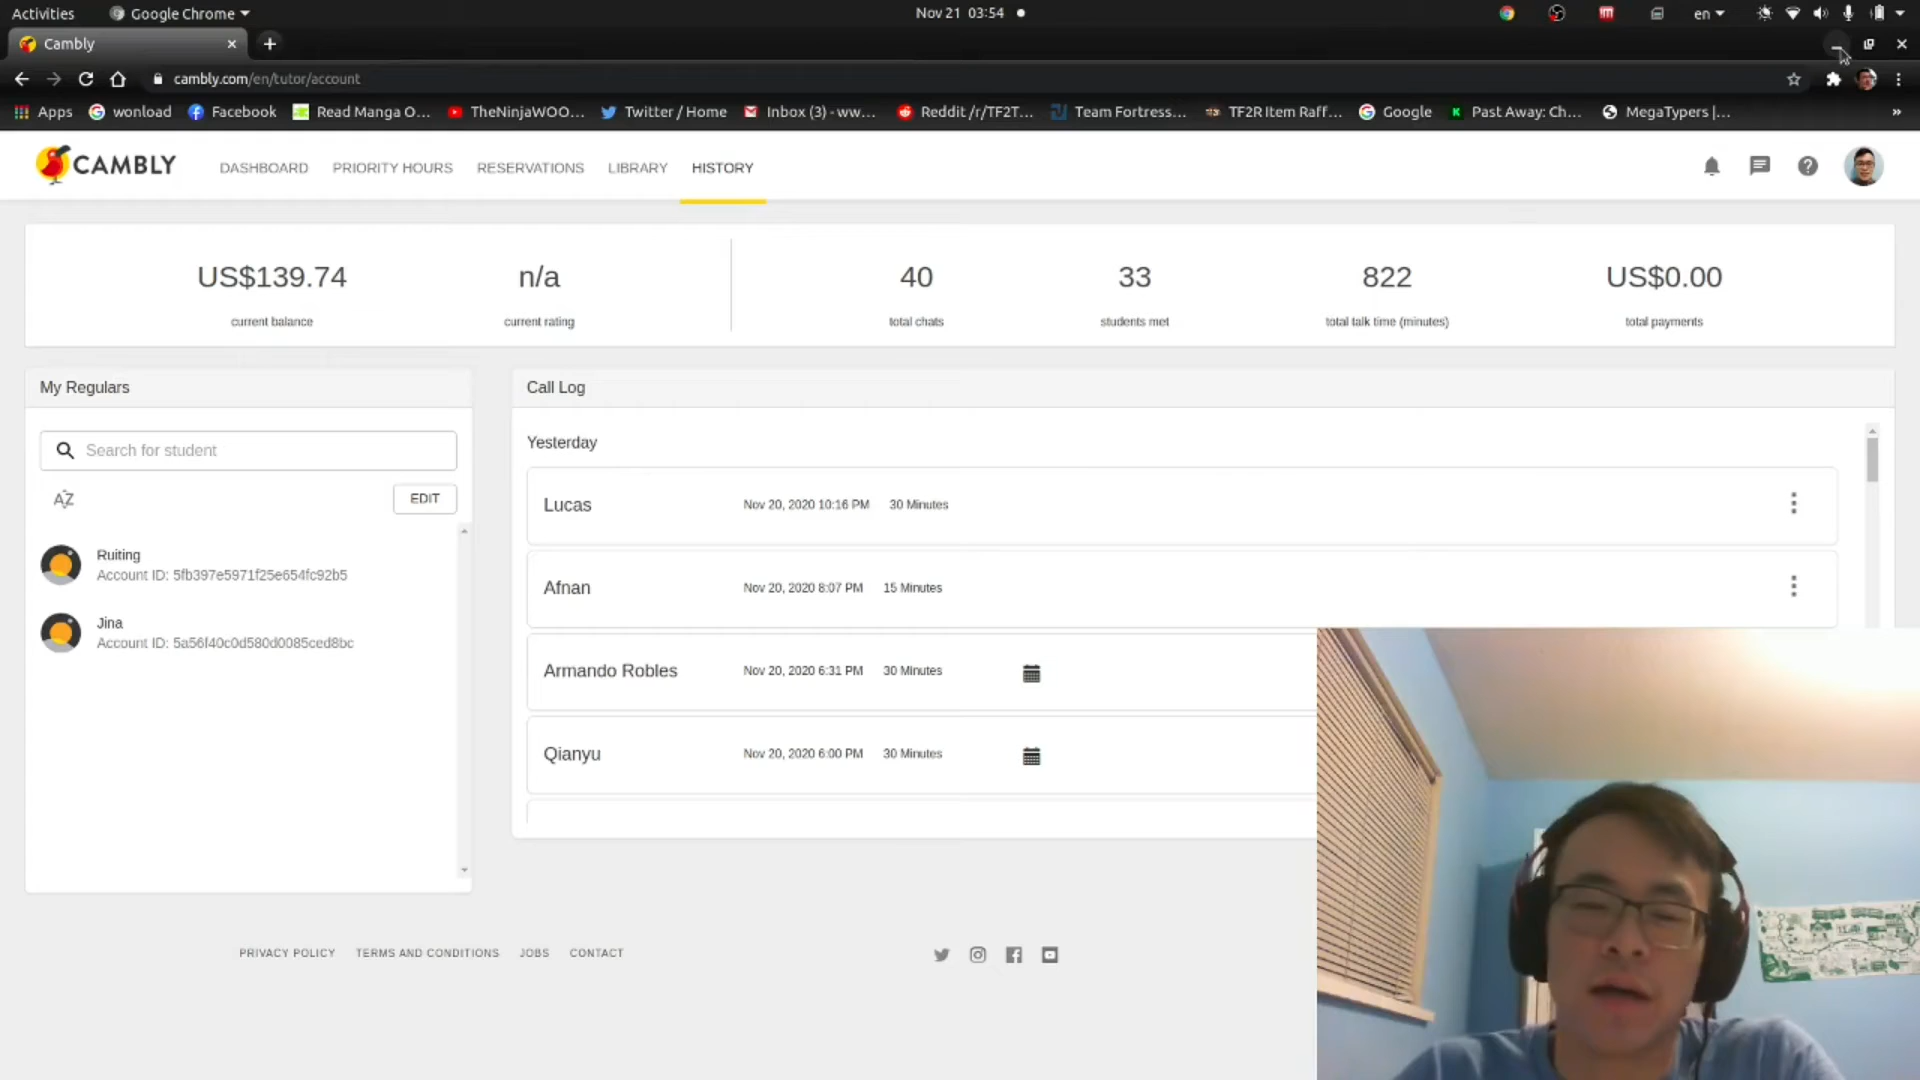 Activities Google Chrome Nov 21 03:54 en
Cambly
cambly.com/en/tutor/account
Apps wonload Facebook Read Manga O... TheNinjaWOO... Twitter / Home Inbox (3) - ww... Reddit /r/TF2T... Team Fortress... TF2R Item Raff... Google Past Away: Ch... MegaTypers |... »
CAMBLY DASHBOARD PRIORITY HOURS RESERVATIONS LIBRARY HISTORY
US$139.74 n/a 40 33 822 US$0.00
current balance current rating total chats students met total talk time (minutes) total payments
My Regulars
Search for student
AZ EDIT
Ruiting
Account ID: 5fb397e5971f25e654fc92b5
Jina
Account ID: 5a56f40c0d580d0085ced8bc
Call Log
Yesterday
Lucas Nov 20, 2020 10:16 PM 30 Minutes
Afnan Nov 20, 2020 8:07 PM 15 Minutes
Armando Robles Nov 20, 2020 6:31 PM 30 Minutes
Qianyu Nov 20, 2020 6:00 PM 30 Minutes
PRIVACY POLICY TERMS AND CONDITIONS JOBS CONTACT